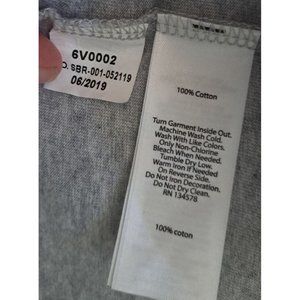 6V0002
O. SBR-001-052119
06/2019
100% Cotton
Turn Garment Inside Out.
Machine Wash Cold.
Wash With Like Colors.
Only Non-Chlorine
Bleach When Needed.
Tumble Dry Low.
Warm Iron If Needed
On Reverse Side.
Do Not Iron Decoration.
Do Not Dry Clean.
RN 134578
100% coton